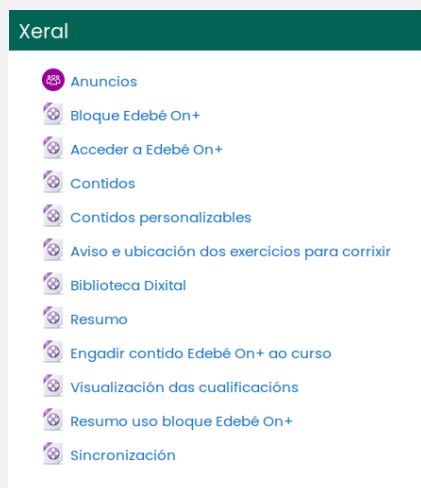 Xeral
Anuncios
Bloque Edebé On+
Acceder a Edebé On+
Contidos
Contidos personalizables
Aviso e ubicación dos exercicios para corrixir
Biblioteca Dixital
Resumo
Engadir contido Edebé On+ ao curso
Visualización das cualificacións
Resumo uso bloque Edebé On+
Sincronización